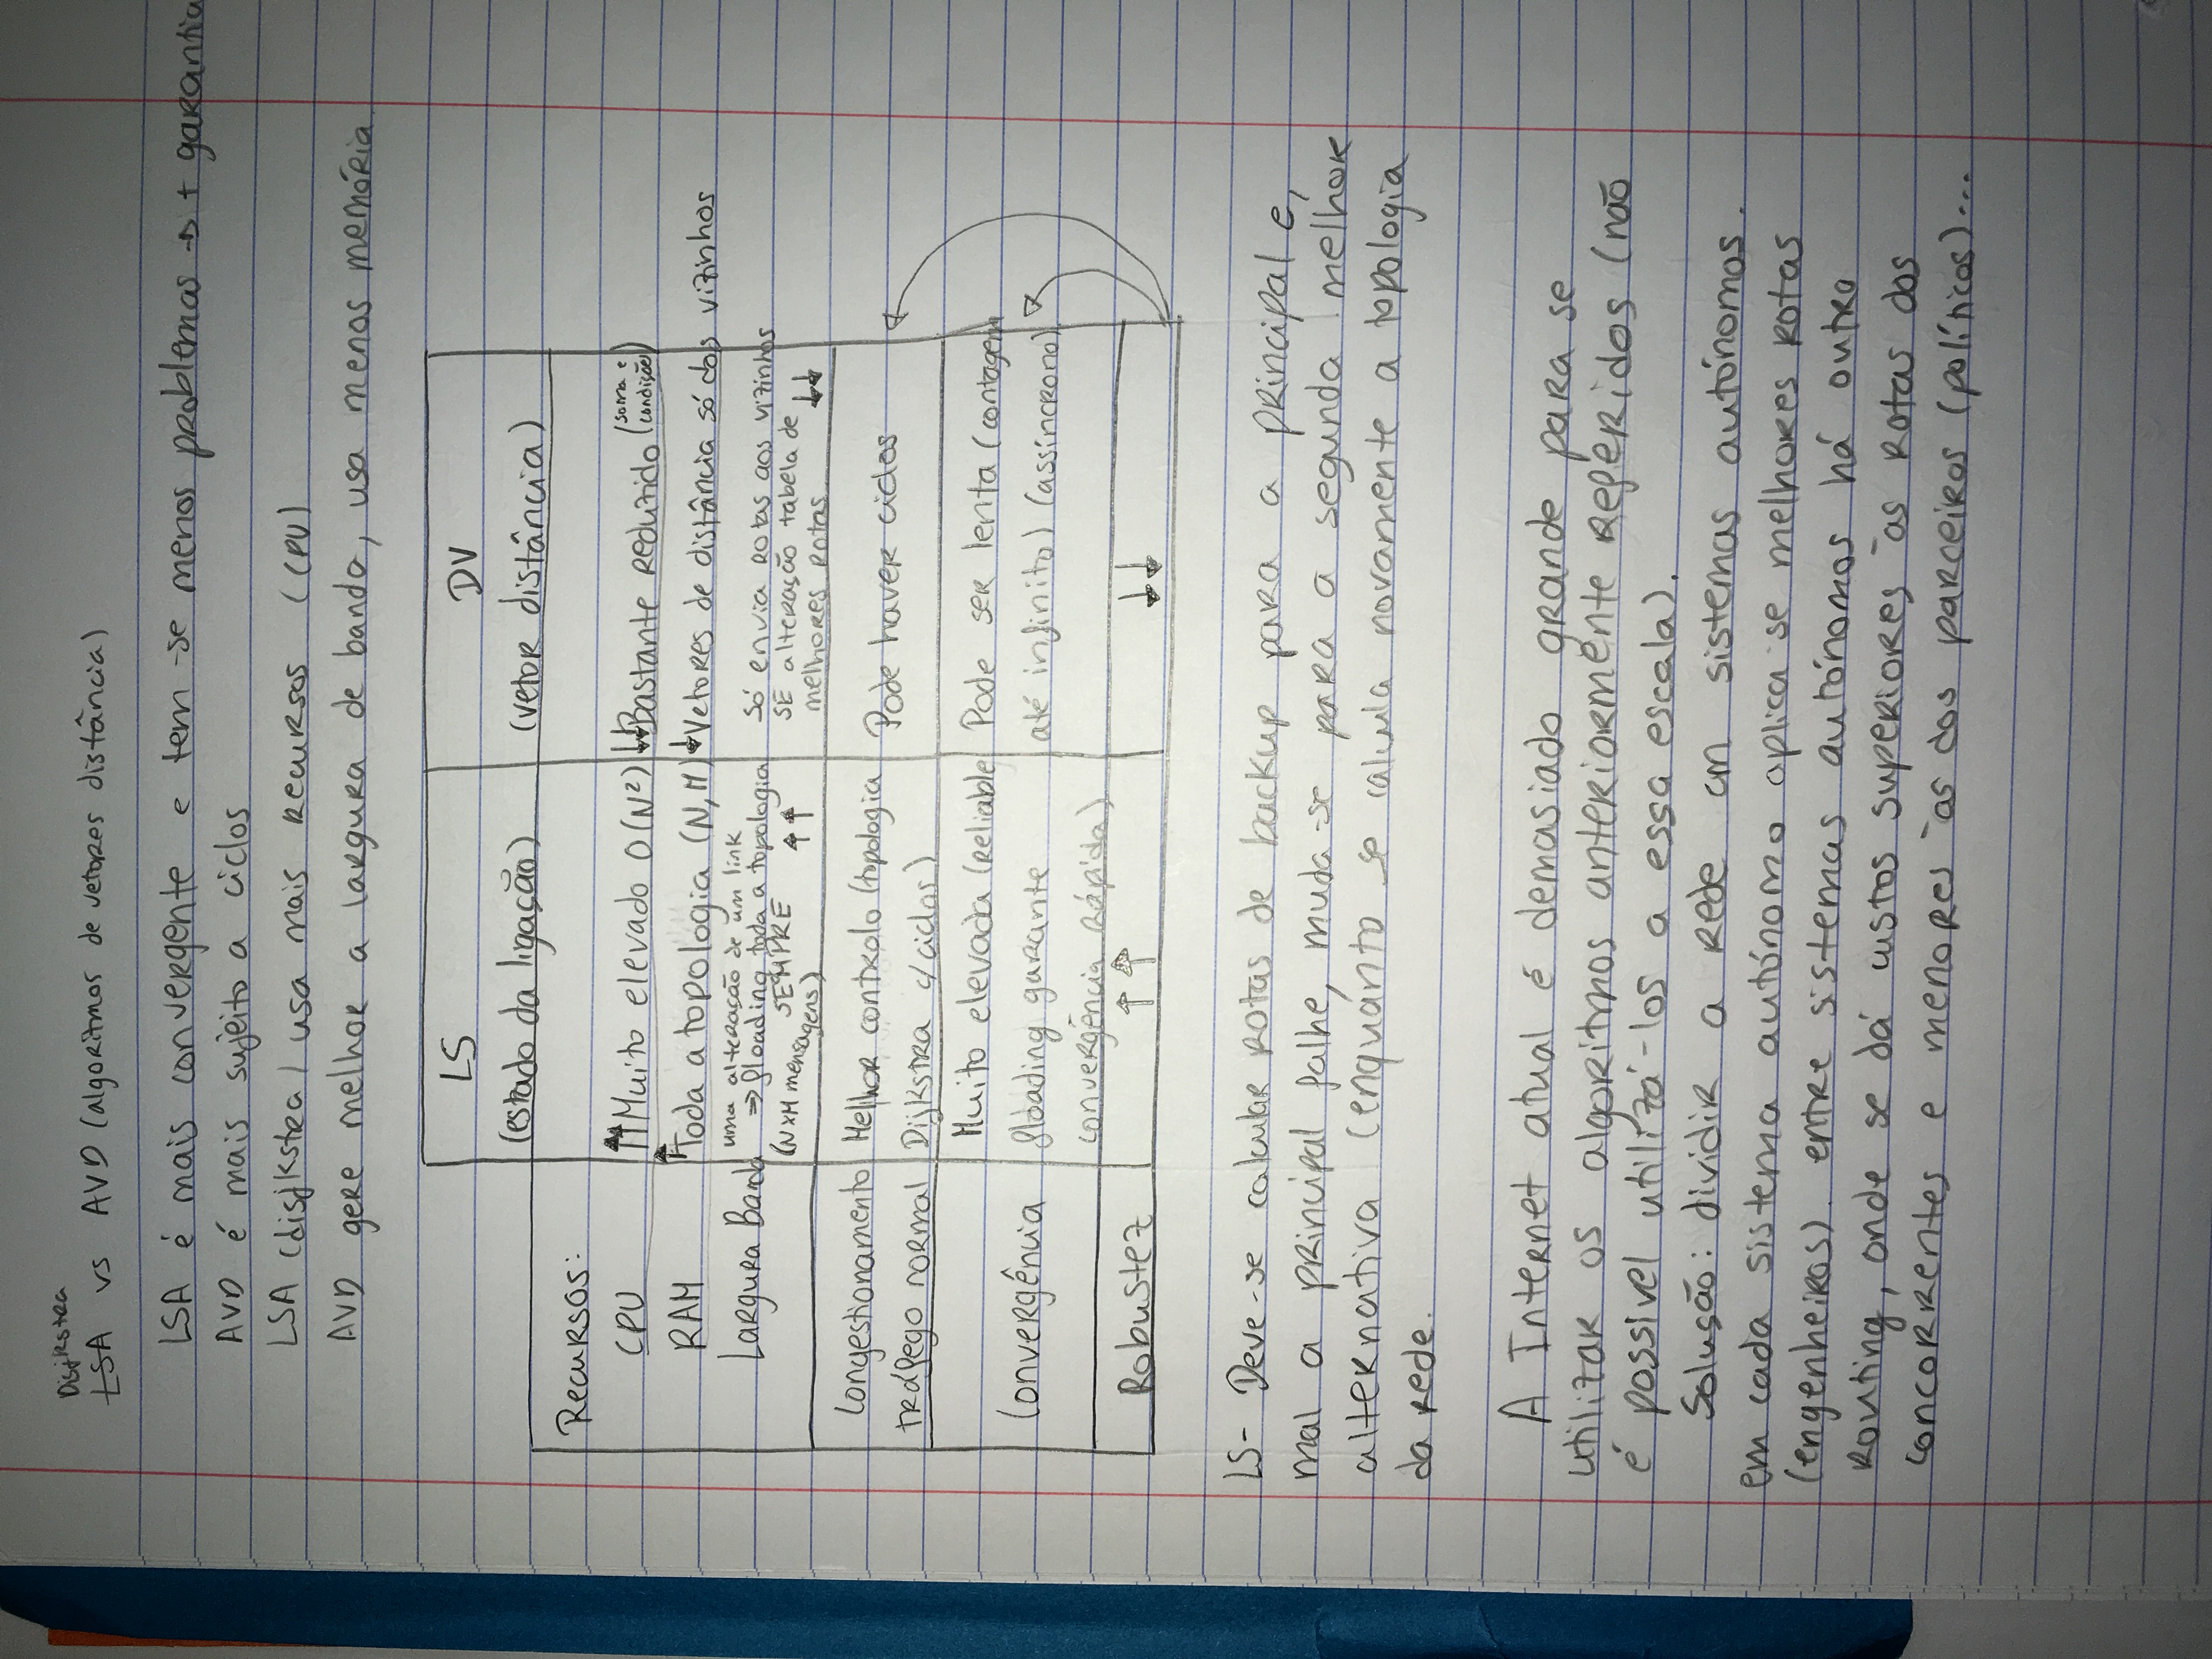 Disjkstra
LSA vs AVD (algoritmos de vetores distância)
LSA é mais convergente e tem-se menos problemas → + garantia
AVD é mais sujeito a ciclos
LSA (disjkstra) usa mais recursos (CPU)
AVD gere melhor a largura de banda, usa menos memória
LS DV
(estado da ligação) (vetor distância)
Recursos:
CPU ↑↑ Muito elevado O(N²) ↓↓ Bastante reduzido (soma e condição)
RAM ↑ Toda a topologia (N, M) ↓ Vetores de distância só dos vizinhos
Largura Banda
uma alteração de um link
⇒ floading toda a topologia
SEMPRE
(N×M mensagens) ↑↑
Só envia rotas aos vizinhos
SE alteração tabela de
melhores rotas ↓↓
Congestionamento
tráfego normal
Melhor controlo (topologia
Dijkstra c/ciclos)
Pode haver ciclos
Convergência
Muito elevada (reliable
floading garante
convergência rápida)
Pode ser lenta (contagem
até infinito) (assíncrono)
Robustez ↑↑ ↓↓
LS- Deve-se calcular rotas de backup para a principal e,
mal a principal falhe, muda-se para a segunda melhor
alternativa (enquanto se calcula novamente a topologia
da rede.
A Internet atual é demasiado grande para se
utilizar os algoritmos anteriormente referidos (não
é possivel utilizá-los a essa escala).
Solução: dividir a rede em sistemas autónomos.
em cada sistema autónomo aplica-se melhores rotas
(engenheiros). entre sistemas autónomos há outro
routing, onde se dá custos superiores às rotas dos
concorrentes e menores às dos parceiros (políticos)...